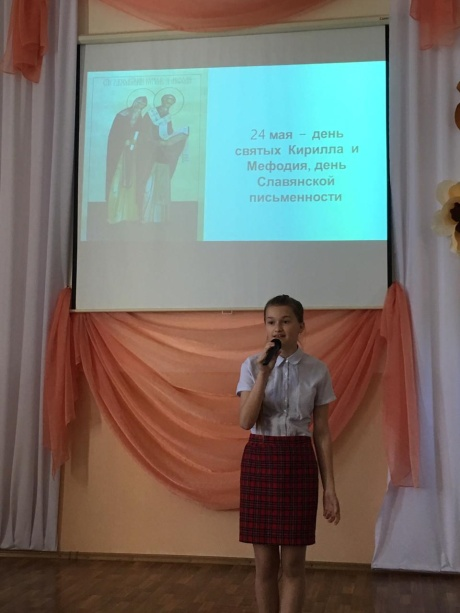 24 мая – день
святых Кирилла и
Мефодия, день
Славянской
письменности